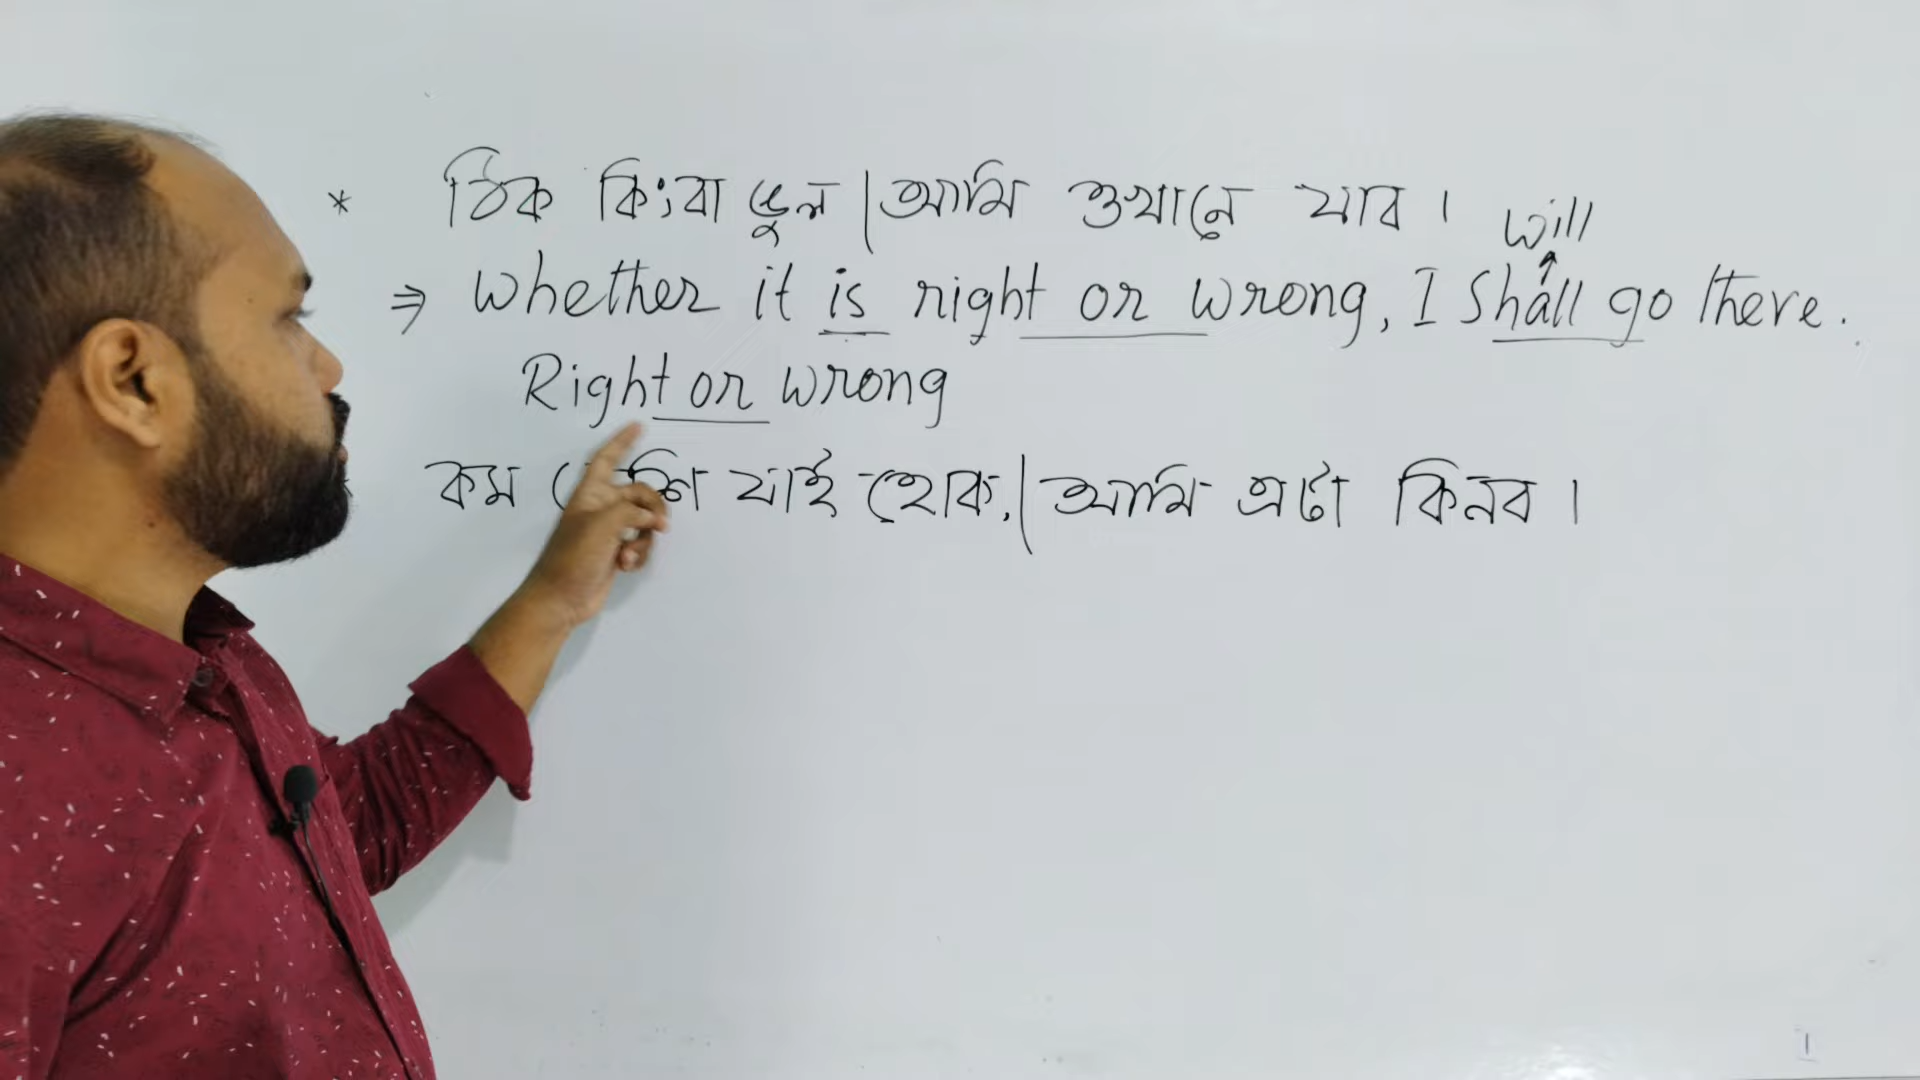 * ঠিক কিংবা ভুল | আমি ওখানে যাব ।
will
⇒ Whether it is right or wrong, I Shall go there.
Right or wrong
কম যাই হোক, | আমি এটা কিনব ।